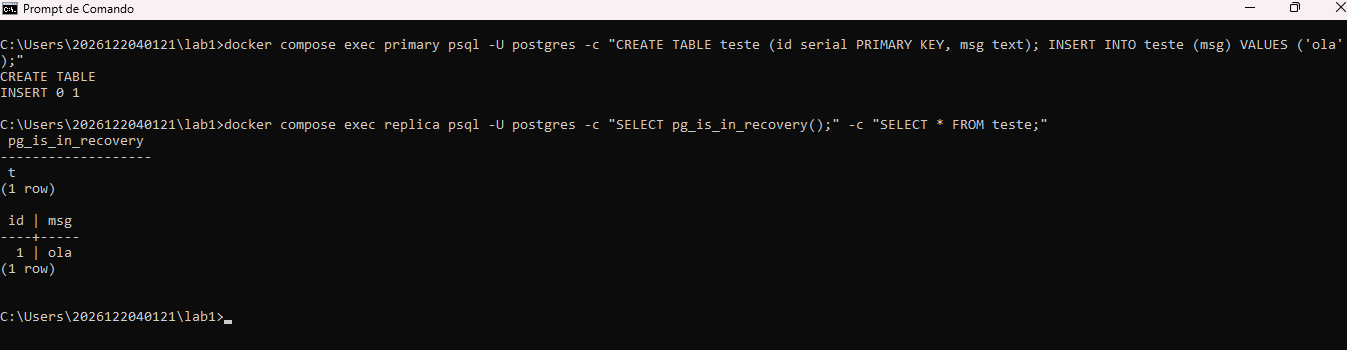 Prompt de Comando
C:\Users\2026122040121\lab1>docker compose exec primary psql -U postgres -c "CREATE TABLE teste (id serial PRIMARY KEY, msg text); INSERT INTO teste (msg) VALUES ('ola'
);"
CREATE TABLE
INSERT 0 1
C:\Users\2026122040121\lab1>docker compose exec replica psql -U postgres -c "SELECT pg_is_in_recovery();" -c "SELECT * FROM teste;"
 pg_is_in_recovery
-------------------
 t
(1 row)
 id | msg
----+-----
  1 | ola
(1 row)
C:\Users\2026122040121\lab1>